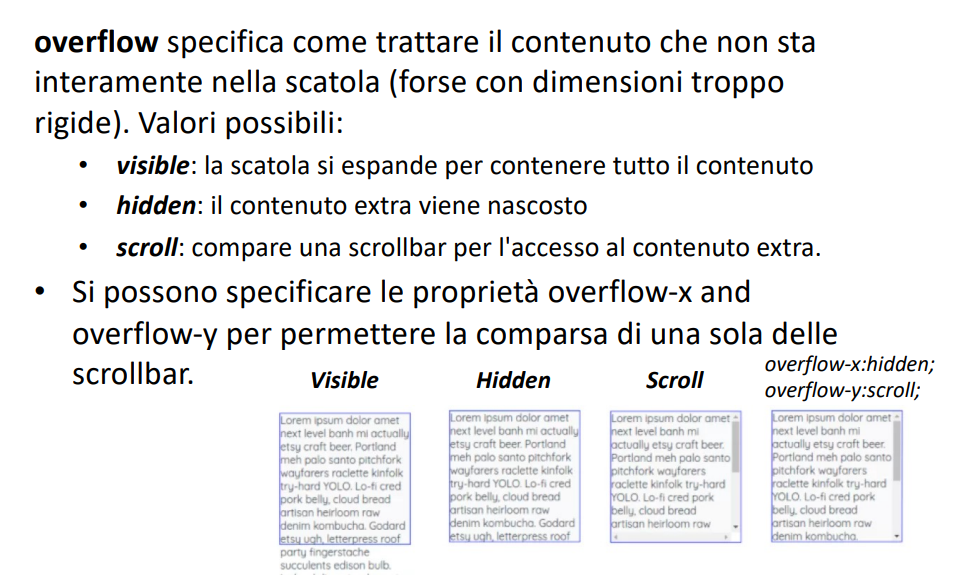 overflow specifica come trattare il contenuto che non sta
interamente nella scatola (forse con dimensioni troppo
rigide). Valori possibili:
• visible: la scatola si espande per contenere tutto il contenuto
• hidden: il contenuto extra viene nascosto
• scroll: compare una scrollbar per l'accesso al contenuto extra.
• Si possono specificare le proprietà overflow-x and
overflow-y per permettere la comparsa di una sola delle
scrollbar.
Visible
Lorem ipsum dolor amet
next level banh mi actually
etsy craft beer. Portland
meh palo santo pitchfork
wayfarers raclette kinfolk
try-hard YOLO. Lo-fi cred
pork belly, cloud bread
artisan heirloom raw
denim kombucha. Godard
etsy ugh, letterpress roof
party fingerstache
succulents edison bulb.
Hidden
Lorem ipsum dolor amet
next level banh mi actually
etsy craft beer. Portland
meh palo santo pitchfork
wayfarers raclette kinfolk
try-hard YOLO. Lo-fi cred
pork belly, cloud bread
artisan heirloom raw
denim kombucha. Godard
etsy ugh, letterpress roof
Scroll
Lorem ipsum dolor amet
next level banh mi
actually etsy craft beer.
Portland meh palo santo
pitchfork wayfarers
raclette kinfolk try-hard
YOLO. Lo-fi cred pork
belly, cloud bread
artisan heirloom raw
overflow-x:hidden;
overflow-y:scroll;
Lorem ipsum dolor amet
next level banh mi
actually etsy craft beer.
Portland meh palo santo
pitchfork wayfarers
raclette kinfolk try-hard
YOLO. Lo-fi cred pork
belly, cloud bread
artisan heirloom raw
denim kombucha.